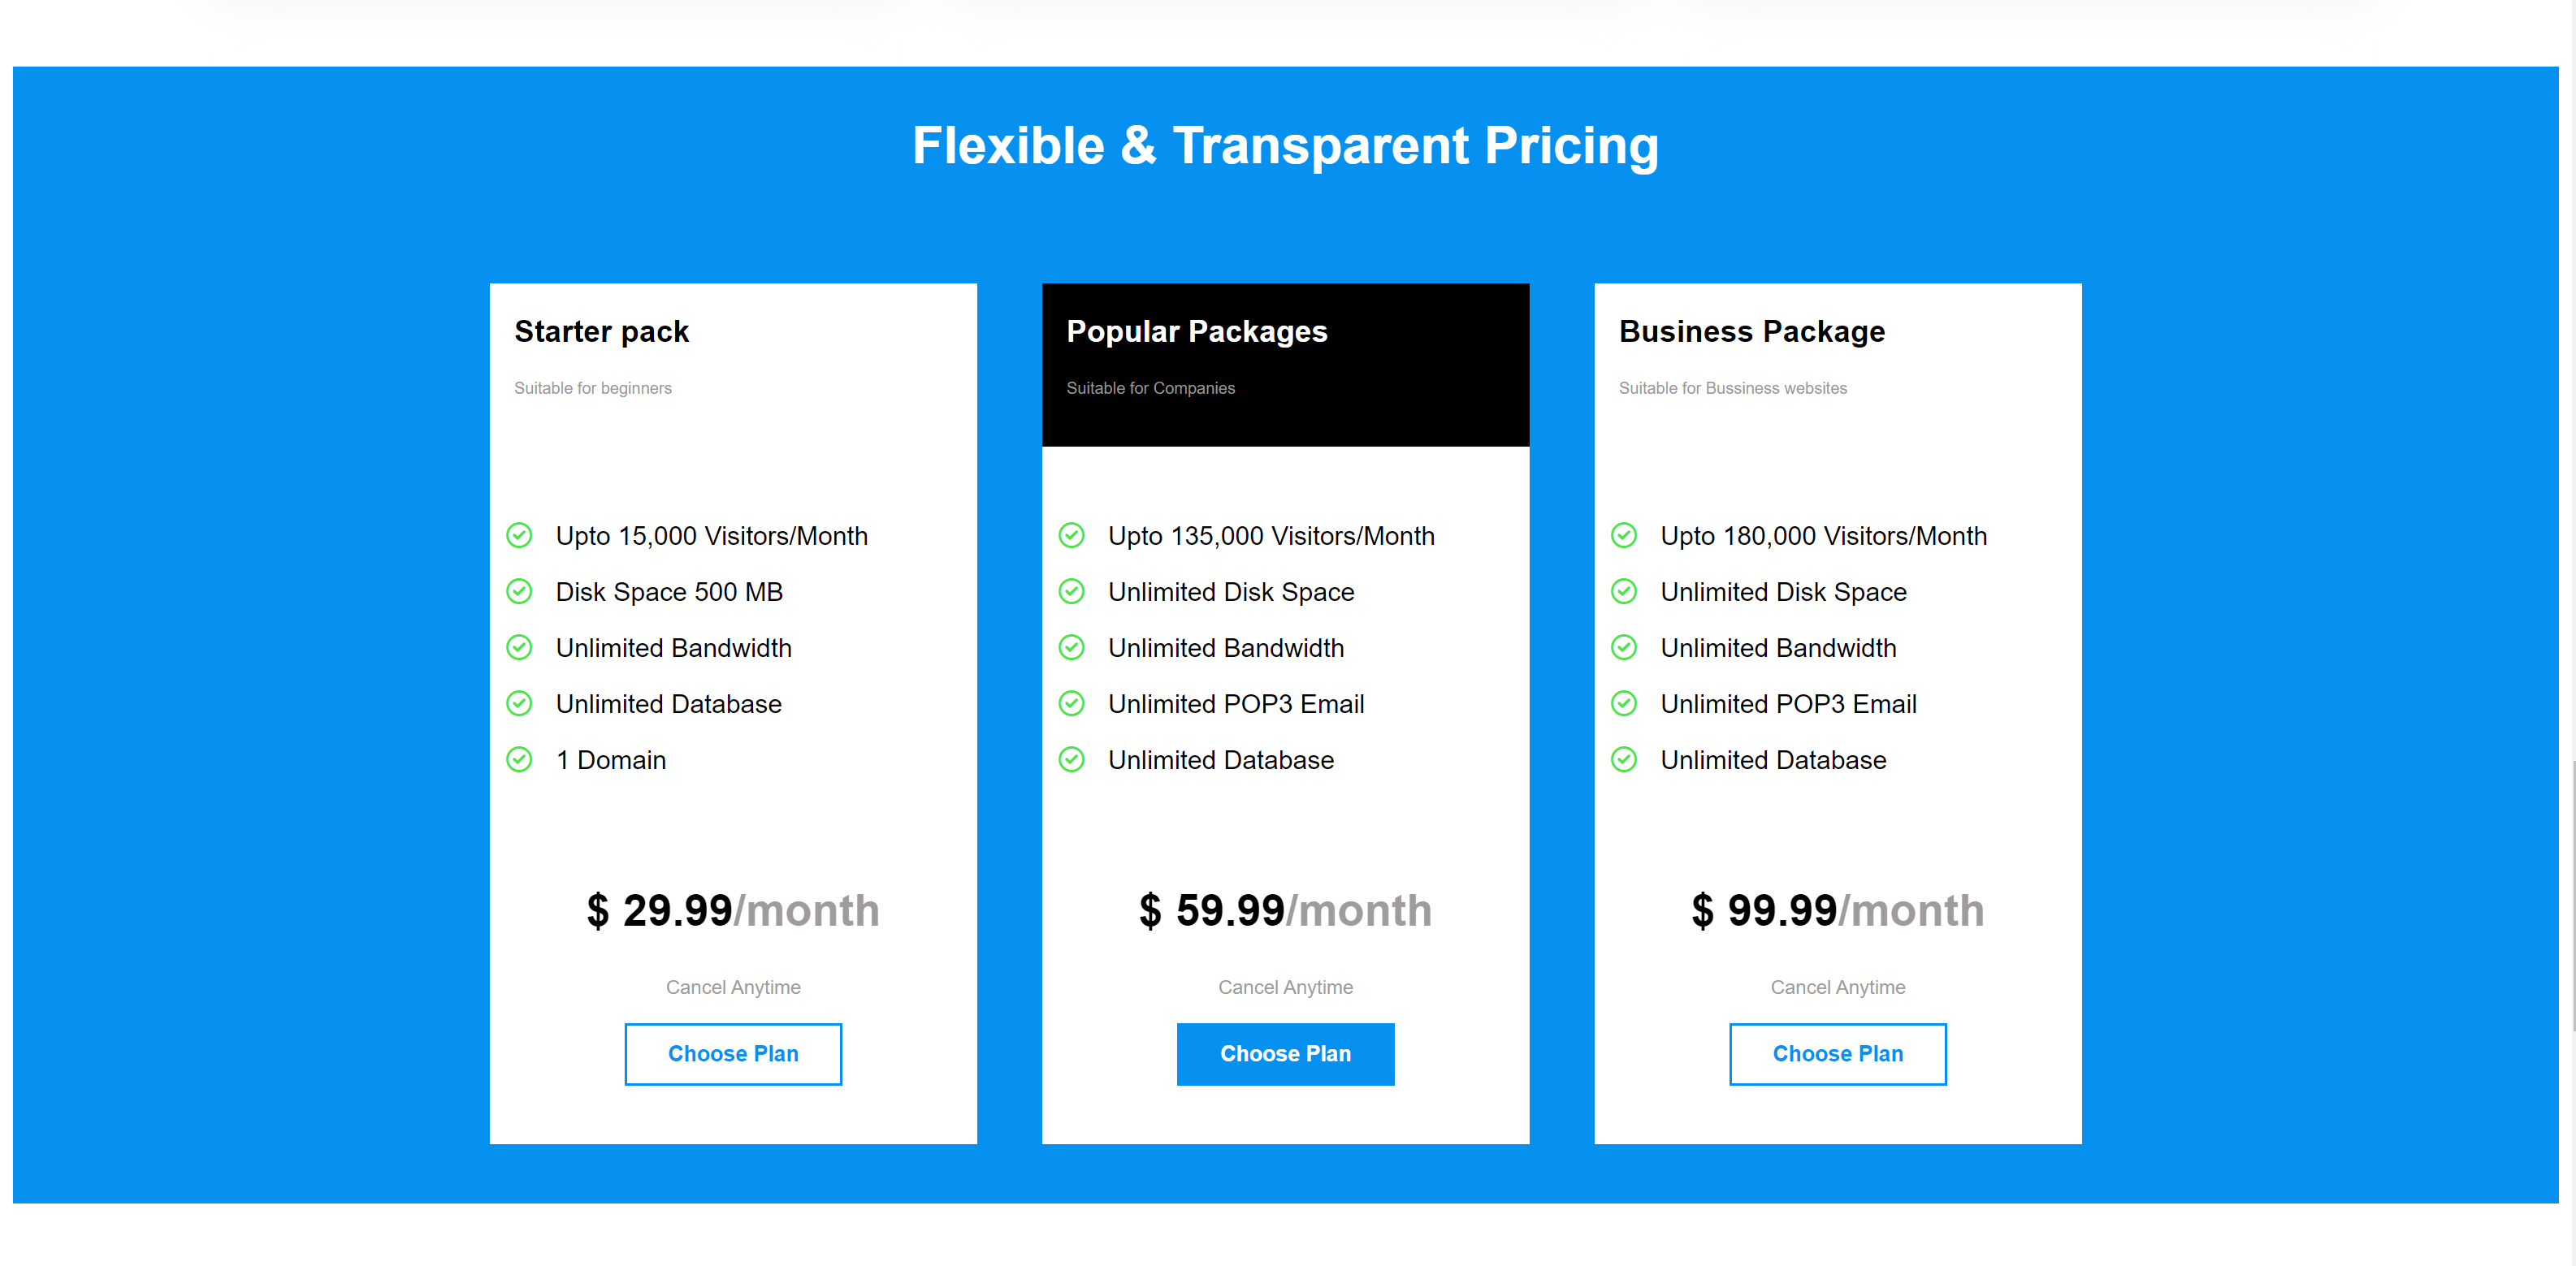 Flexible & Transparent Pricing
Starter pack
Suitable for beginners
Upto 15,000 Visitors/Month
Disk Space 500 MB
Unlimited Bandwidth
Unlimited Database
1 Domain
$ 29.99/month
Cancel Anytime
Choose Plan
Popular Packages
Suitable for Companies
Upto 135,000 Visitors/Month
Unlimited Disk Space
Unlimited Bandwidth
Unlimited POP3 Email
Unlimited Database
$ 59.99/month
Cancel Anytime
Choose Plan
Business Package
Suitable for Bussiness websites
Upto 180,000 Visitors/Month
Unlimited Disk Space
Unlimited Bandwidth
Unlimited POP3 Email
Unlimited Database
$ 99.99/month
Cancel Anytime
Choose Plan